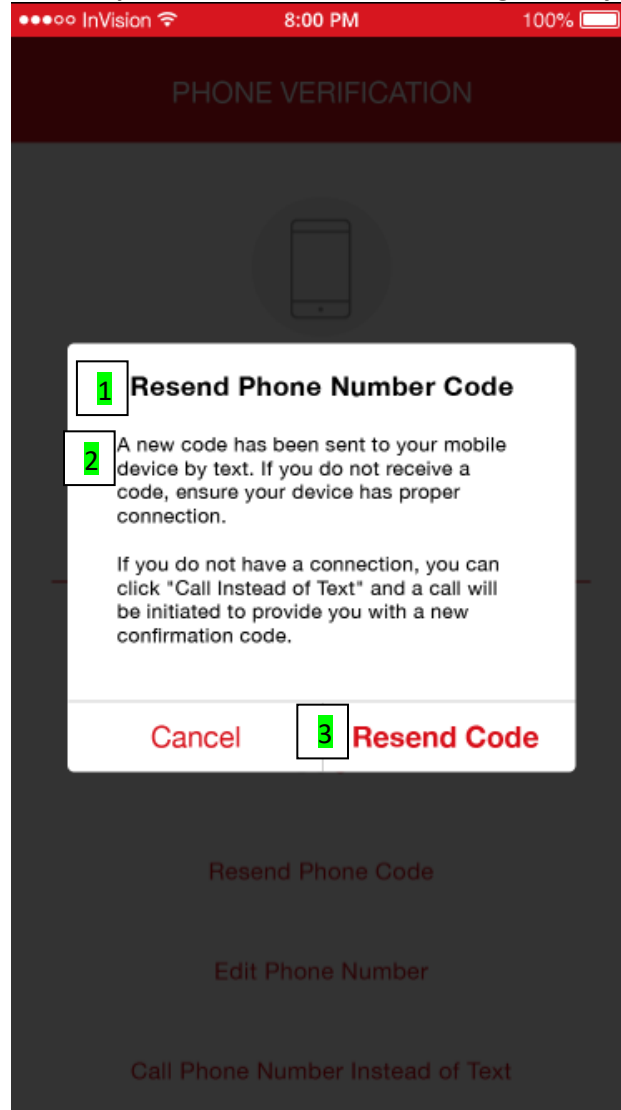 InVision 8:00 PM 100%
PHONE VERIFICATION
1 Resend Phone Number Code
2 A new code has been sent to your mobile
device by text. If you do not receive a
code, ensure your device has proper
connection.
If you do not have a connection, you can
click "Call Instead of Text" and a call will
be initiated to provide you with a new
confirmation code.
Cancel 3 Resend Code
Resend Phone Code
Edit Phone Number
Call Phone Number Instead of Text